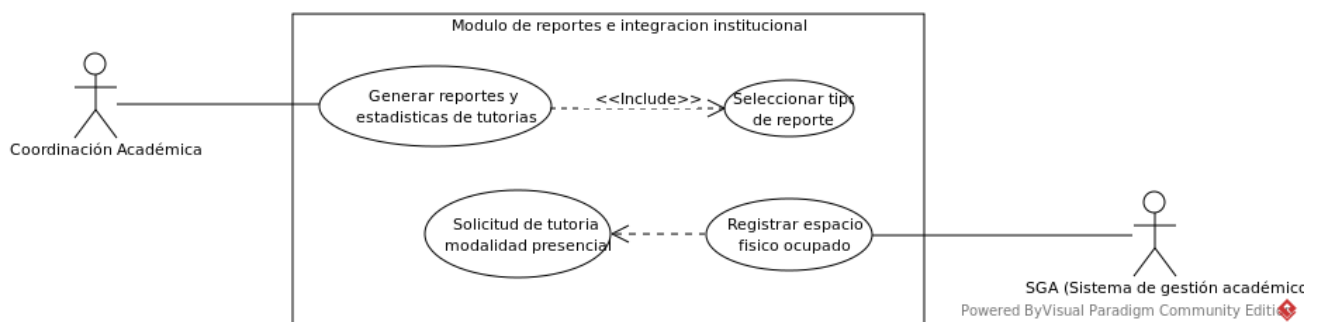 Modulo de reportes e integracion institucional
Generar reportes y
estadisticas de tutorias
<<Include>>
Seleccionar tipo
de reporte
Coordinación Académica
Solicitud de tutoria
modalidad presencial
Registrar espacio
fisico ocupado
SGA (Sistema de gestión académico
Powered ByVisual Paradigm Community Edition